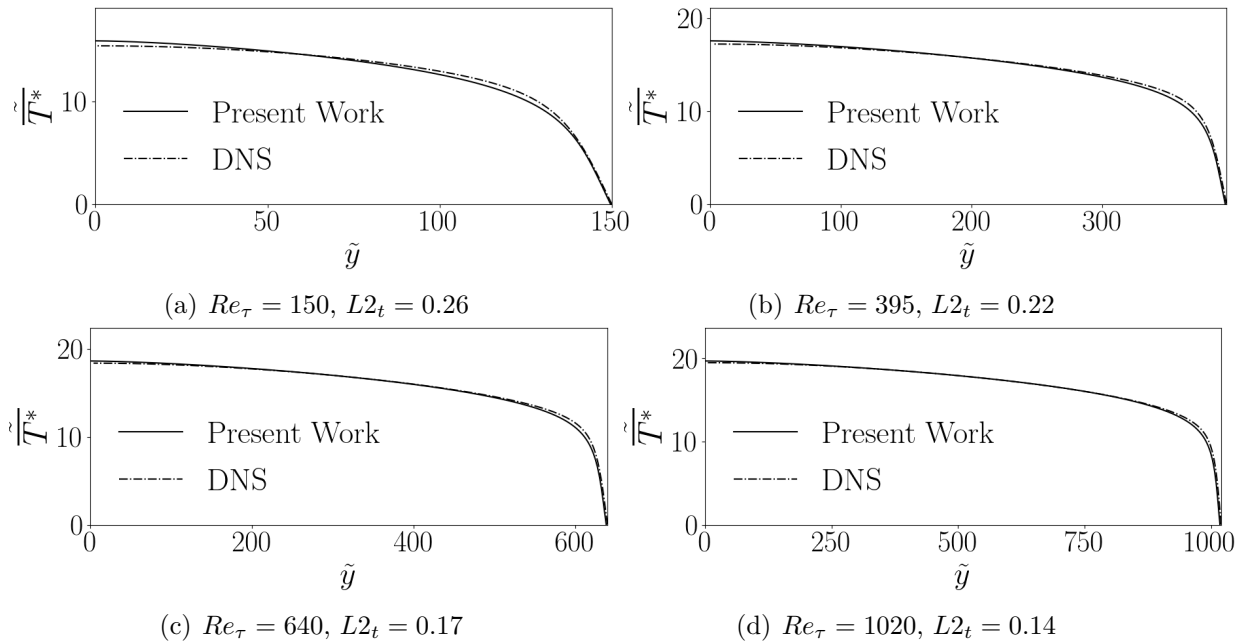 10
0
0
50
100
150
T̃̅*̅
Present Work
DNS
ỹ
(a) Re_τ = 150, L2_t = 0.26
20
10
0
0
100
200
300
T̃̅*̅
Present Work
DNS
ỹ
(b) Re_τ = 395, L2_t = 0.22
20
10
0
0
200
400
600
T̃̅*̅
Present Work
DNS
ỹ
(c) Re_τ = 640, L2_t = 0.17
20
10
0
0
250
500
750
1000
T̃̅*̅
Present Work
DNS
ỹ
(d) Re_τ = 1020, L2_t = 0.14